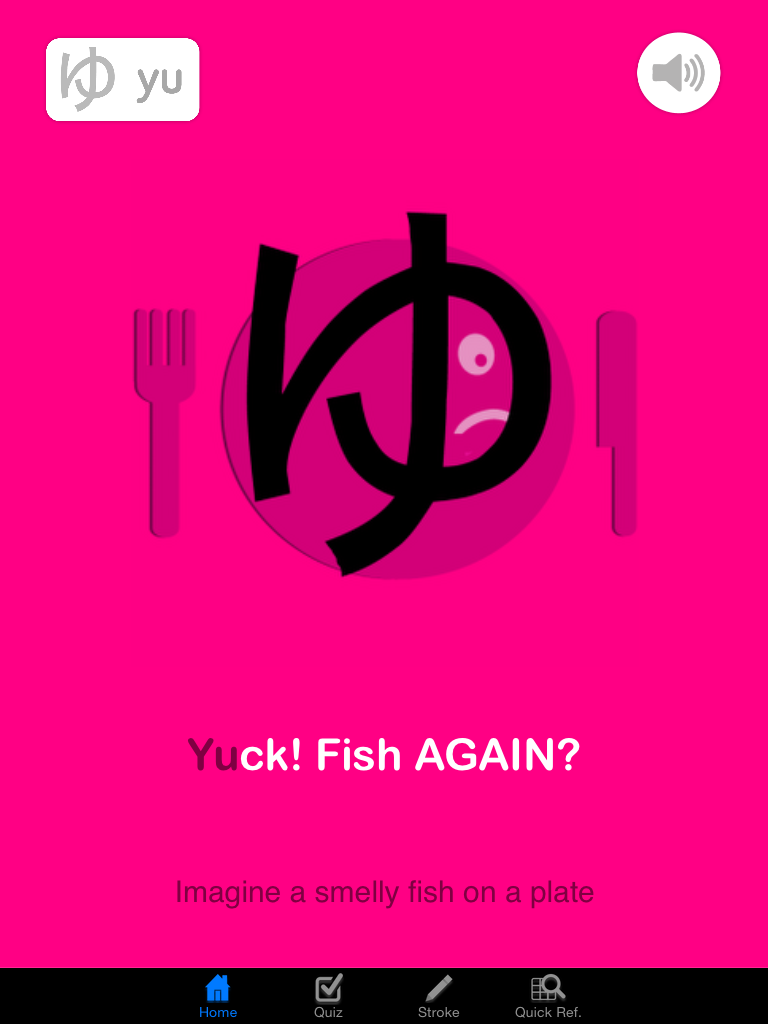 ゆ yu
ゆ
Yuck! Fish AGAIN?
Imagine a smelly fish on a plate
Home Quiz Stroke Quick Ref.